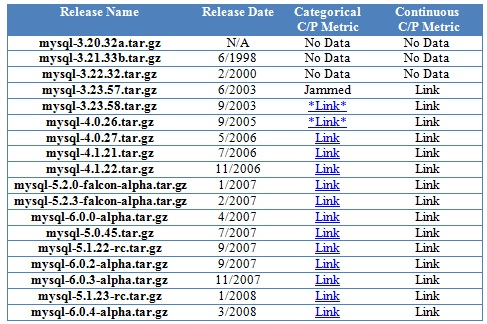 Release Name Release Date Categorical C/P Metric Continuous C/P Metric
mysql-3.20.32a.tar.gz N/A No Data No Data
mysql-3.21.33b.tar.gz 6/1998 No Data No Data
mysql-3.22.32.tar.gz 2/2000 No Data No Data
mysql-3.23.57.tar.gz 6/2003 Jammed Link
mysql-3.23.58.tar.gz 9/2003 *Link* Link
mysql-4.0.26.tar.gz 9/2005 *Link* Link
mysql-4.0.27.tar.gz 5/2006 Link Link
mysql-4.1.21.tar.gz 7/2006 Link Link
mysql-4.1.22.tar.gz 11/2006 Link Link
mysql-5.2.0-falcon-alpha.tar.gz 1/2007 Link Link
mysql-5.2.3-falcon-alpha.tar.gz 2/2007 Link Link
mysql-6.0.0-alpha.tar.gz 4/2007 Link Link
mysql-5.0.45.tar.gz 7/2007 Link Link
mysql-5.1.22-rc.tar.gz 9/2007 Link Link
mysql-6.0.2-alpha.tar.gz 9/2007 Link Link
mysql-6.0.3-alpha.tar.gz 11/2007 Link Link
mysql-5.1.23-rc.tar.gz 1/2008 Link Link
mysql-6.0.4-alpha.tar.gz 3/2008 Link Link